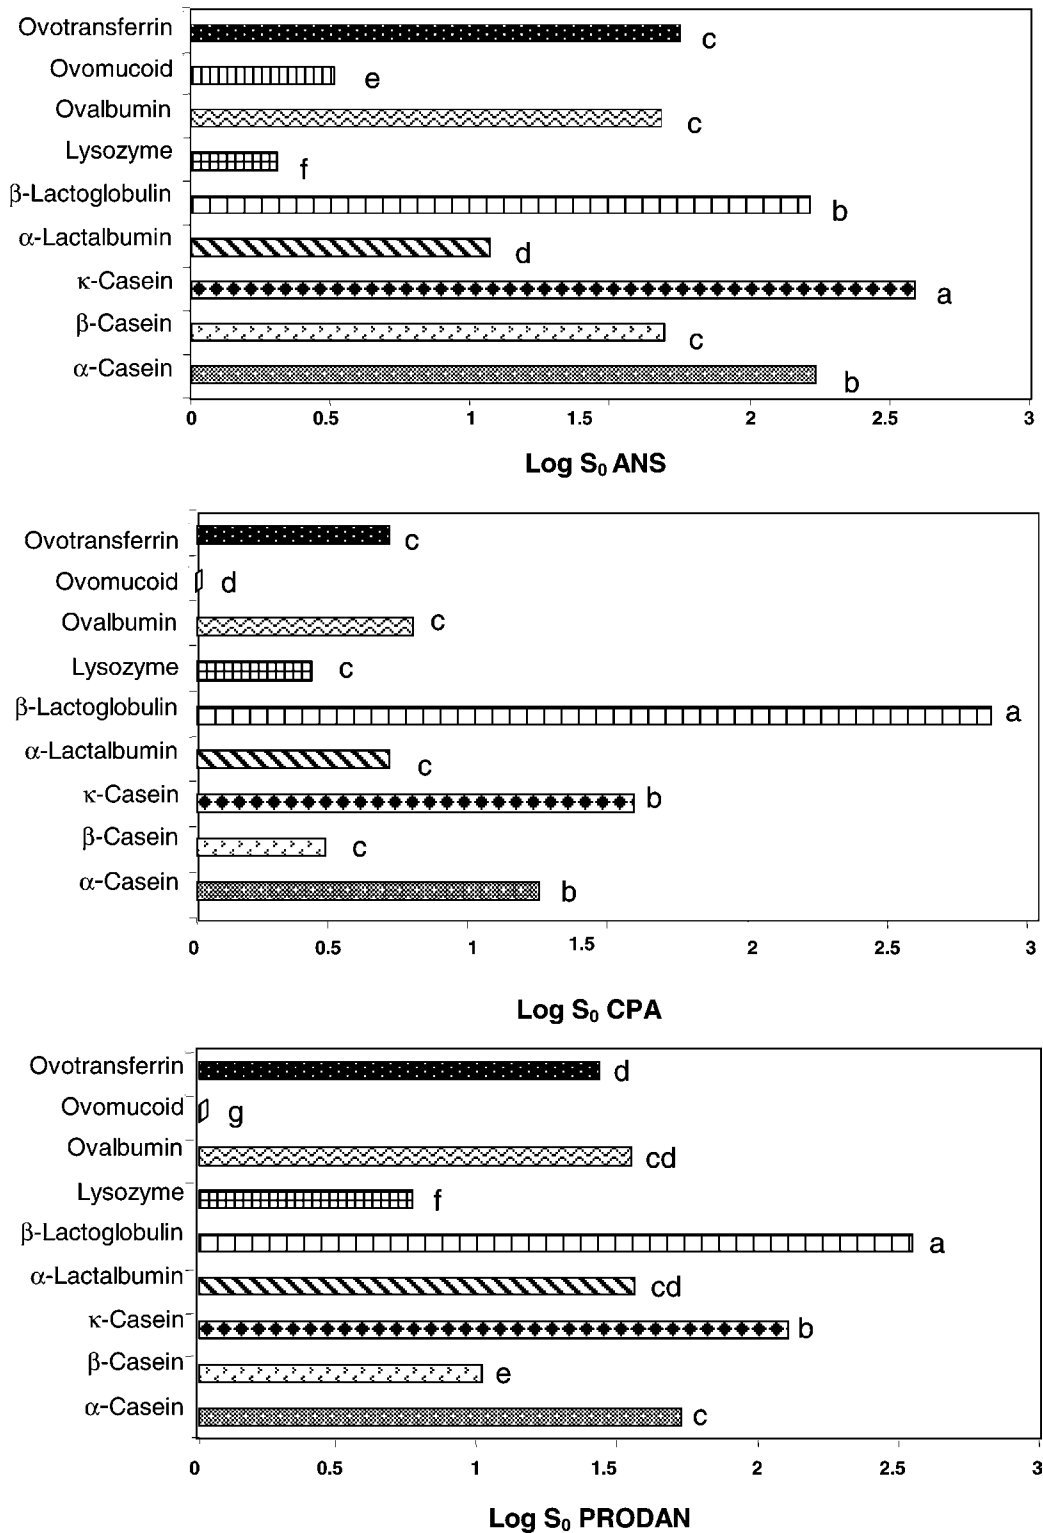 Ovotransferrin c
Ovomucoid e
Ovalbumin c
Lysozyme f
β-Lactoglobulin b
α-Lactalbumin d
κ-Casein a
β-Casein c
α-Casein b
0 0.5 1 1.5 2 2.5 3
Log S₀ ANS
Ovotransferrin c
Ovomucoid d
Ovalbumin c
Lysozyme c
β-Lactoglobulin a
α-Lactalbumin c
κ-Casein b
β-Casein c
α-Casein b
0 0.5 1 1.5 2 2.5 3
Log S₀ CPA
Ovotransferrin d
Ovomucoid g
Ovalbumin cd
Lysozyme f
β-Lactoglobulin a
α-Lactalbumin cd
κ-Casein b
β-Casein e
α-Casein c
0 0.5 1 1.5 2 2.5 3
Log S₀ PRODAN